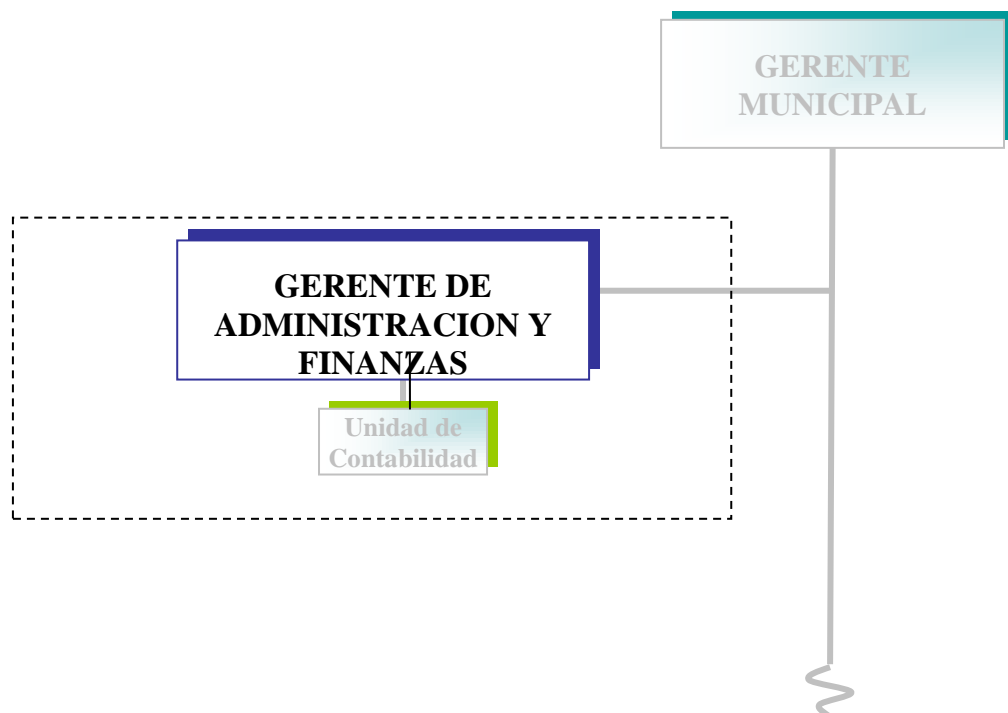 GERENTE
MUNICIPAL
GERENTE DE
ADMINISTRACION Y
FINANZAS
Unidad de
Contabilidad